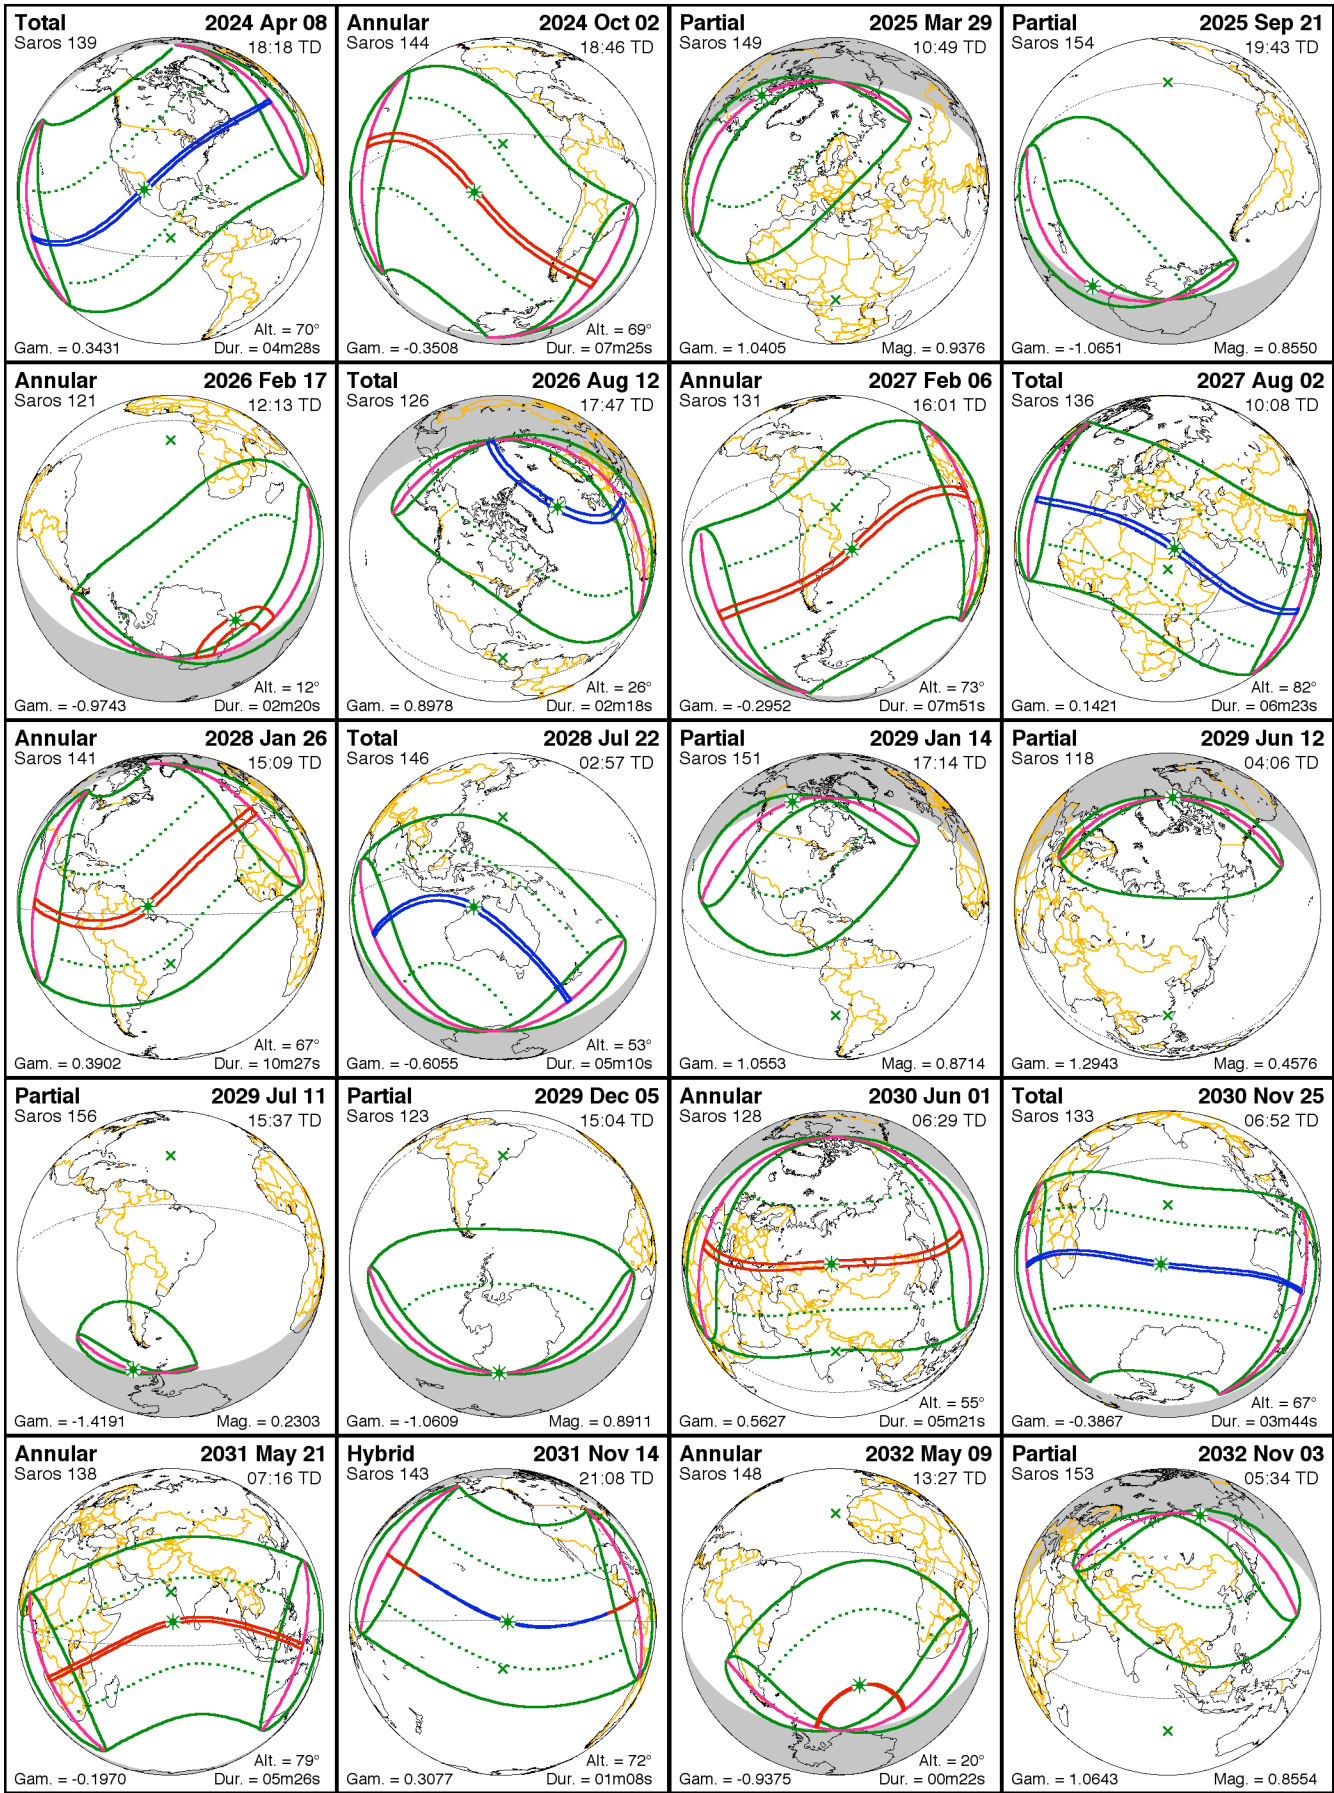 Total 2024 Apr 08
Saros 139 18:18 TD
Alt. = 70°
Gam. = 0.3431 Dur. = 04m28s
Annular 2024 Oct 02
Saros 144 18:46 TD
Alt. = 69°
Gam. = -0.3508 Dur. = 07m25s
Partial 2025 Mar 29
Saros 149 10:49 TD
Gam. = 1.0405 Mag. = 0.9376
Partial 2025 Sep 21
Saros 154 19:43 TD
Gam. = -1.0651 Mag. = 0.8550
Annular 2026 Feb 17
Saros 121 12:13 TD
Alt. = 12°
Gam. = -0.9743 Dur. = 02m20s
Total 2026 Aug 12
Saros 126 17:47 TD
Alt. = 26°
Gam. = 0.8978 Dur. = 02m18s
Annular 2027 Feb 06
Saros 131 16:01 TD
Alt. = 73°
Gam. = -0.2952 Dur. = 07m51s
Total 2027 Aug 02
Saros 136 10:08 TD
Alt. = 82°
Gam. = 0.1421 Dur. = 06m23s
Annular 2028 Jan 26
Saros 141 15:09 TD
Alt. = 67°
Gam. = 0.3902 Dur. = 10m27s
Total 2028 Jul 22
Saros 146 02:57 TD
Alt. = 53°
Gam. = -0.6055 Dur. = 05m10s
Partial 2029 Jan 14
Saros 151 17:14 TD
Gam. = 1.0553 Mag. = 0.8714
Partial 2029 Jun 12
Saros 118 04:06 TD
Gam. = 1.2943 Mag. = 0.4576
Partial 2029 Jul 11
Saros 156 15:37 TD
Gam. = -1.4191 Mag. = 0.2303
Partial 2029 Dec 05
Saros 123 15:04 TD
Gam. = -1.0609 Mag. = 0.8911
Annular 2030 Jun 01
Saros 128 06:29 TD
Alt. = 55°
Gam. = 0.5627 Dur. = 05m21s
Total 2030 Nov 25
Saros 133 06:52 TD
Alt. = 67°
Gam. = -0.3867 Dur. = 03m44s
Annular 2031 May 21
Saros 138 07:16 TD
Alt. = 79°
Gam. = -0.1970 Dur. = 05m26s
Hybrid 2031 Nov 14
Saros 143 21:08 TD
Alt. = 72°
Gam. = 0.3077 Dur. = 01m08s
Annular 2032 May 09
Saros 148 13:27 TD
Alt. = 20°
Gam. = -0.9375 Dur. = 00m22s
Partial 2032 Nov 03
Saros 153 05:34 TD
Gam. = 1.0643 Mag. = 0.8554